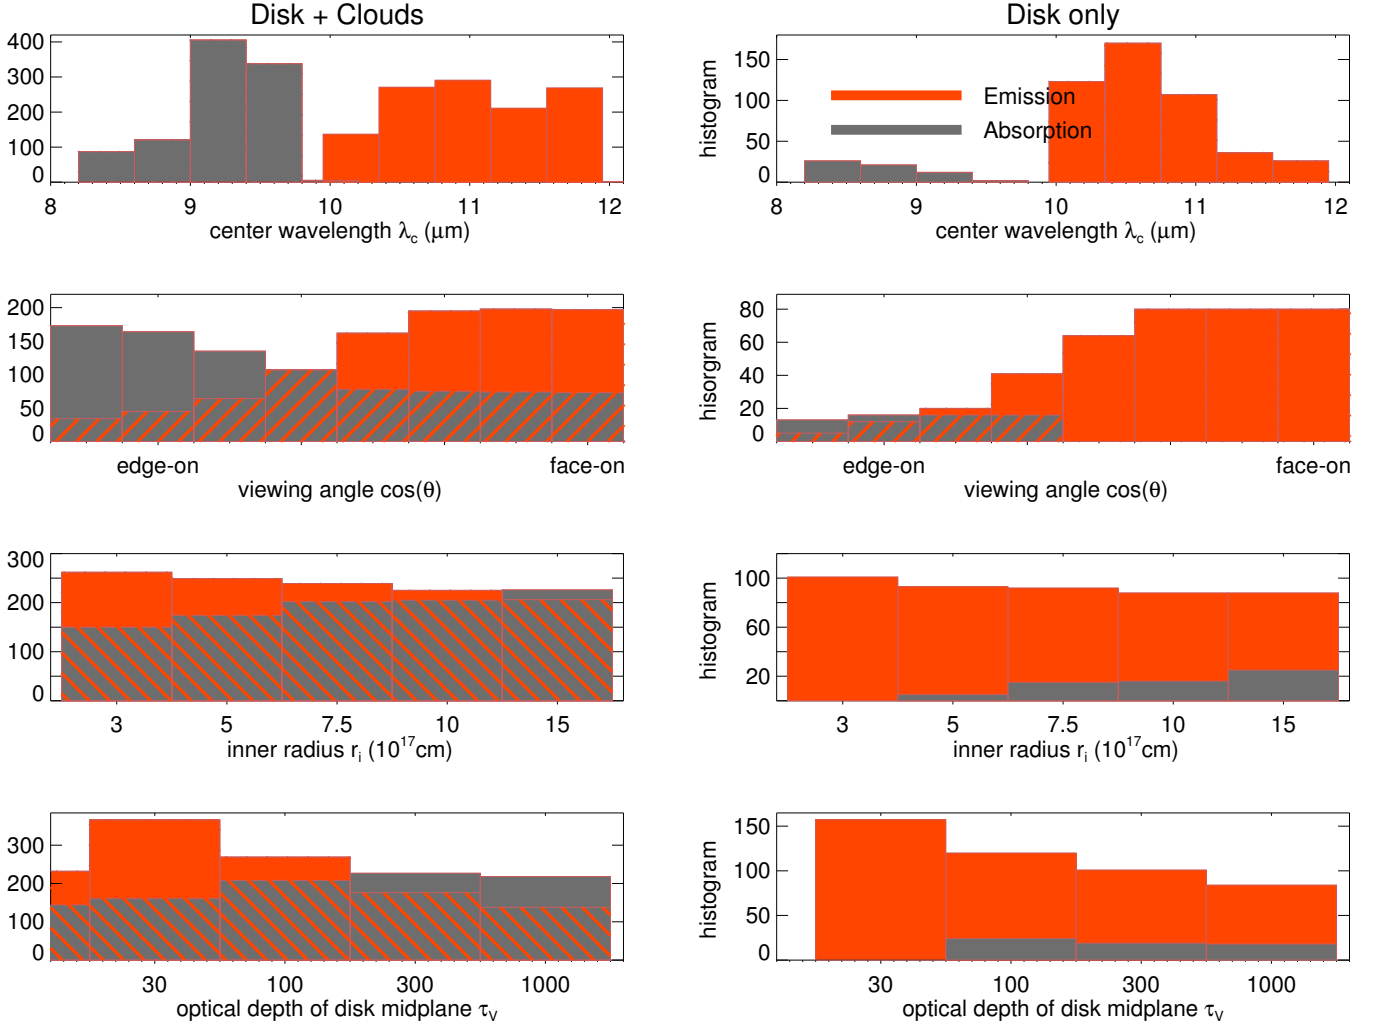 Disk + Clouds
400
300
200
100
0
8 9 10 11 12
center wavelength λc (μm)
Disk only
histogram
150
100
50
0
Emission
Absorption
8 9 10 11 12
center wavelength λc (μm)
200
150
100
50
0
edge-on face-on
viewing angle cos(θ)
hisorgram
80
60
40
20
0
edge-on face-on
viewing angle cos(θ)
300
200
100
0
3 5 7.5 10 15
inner radius ri (10^17cm)
histogram
100
60
20
3 5 7.5 10 15
inner radius ri (10^17cm)
300
200
100
0
30 100 300 1000
optical depth of disk midplane τV
histogram
150
100
50
0
30 100 300 1000
optical depth of disk midplane τV